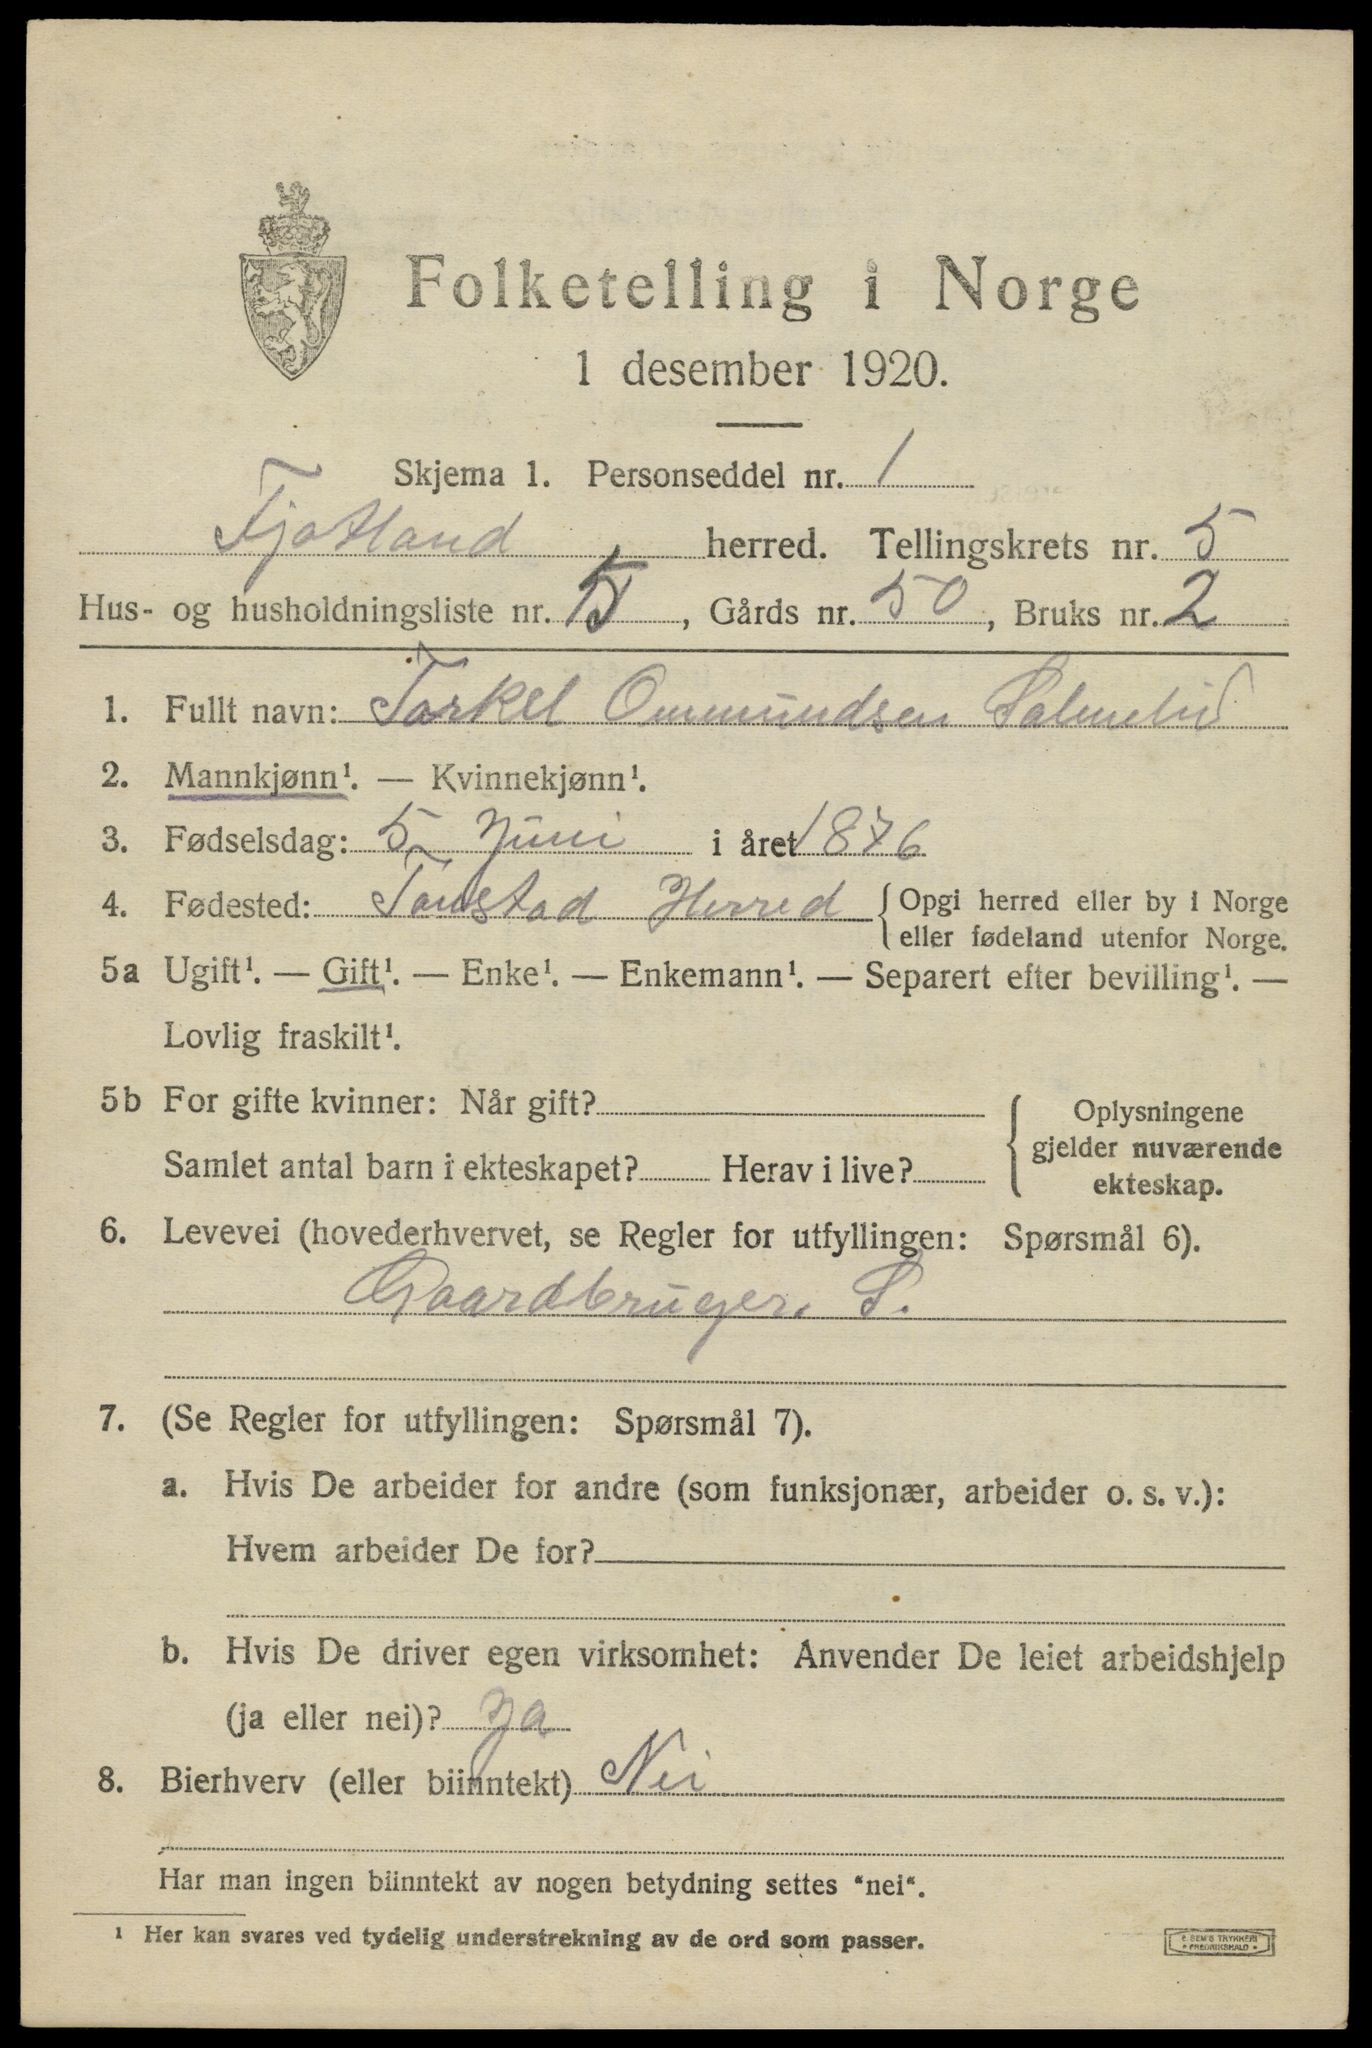 Folketelling i Norge
1 desember 1920.
Skjema 1. Personseddel nr. 1
Fjotland herred. Tellingskrets nr. 5
Hus- og husholdningsliste nr. 5, Gårds nr. 50, Bruks nr. 2
1. Fullt navn: Torkel Ommundsen Salmelid
2. Mannkjønn¹. — Kvinnekjønn¹.
3. Fødselsdag: 5 Juni i året 1876
4. Fødested: Tonstad Herred {Opgi herred eller by i Norge
eller fødeland utenfor Norge.
5a Ugift¹. — Gift¹. — Enke¹. — Enkemann¹. — Separert efter bevilling¹. —
Lovlig fraskilt¹.
5b For gifte kvinner: Når gift?
Samlet antal barn i ekteskapet? Herav i live?
Oplysningene
gjelder nuværende
ekteskap.
6. Levevei (hovederhvervet, se Regler for utfyllingen: Spørsmål 6).
Gaardbruger. S.
7. (Se Regler for utfyllingen: Spørsmål 7).
a. Hvis De arbeider for andre (som funksjonær, arbeider o. s. v.):
Hvem arbeider De for?
b. Hvis De driver egen virksomhet: Anvender De leiet arbeidshjelp
(ja eller nei)? Ja
8. Bierhverv (eller biinntekt) Nei
Har man ingen biinntekt av nogen betydning settes "nei".
¹ Her kan svares ved tydelig understrekning av de ord som passer.
E. SEM'S TRYKKERI
FREDRIKSHALD